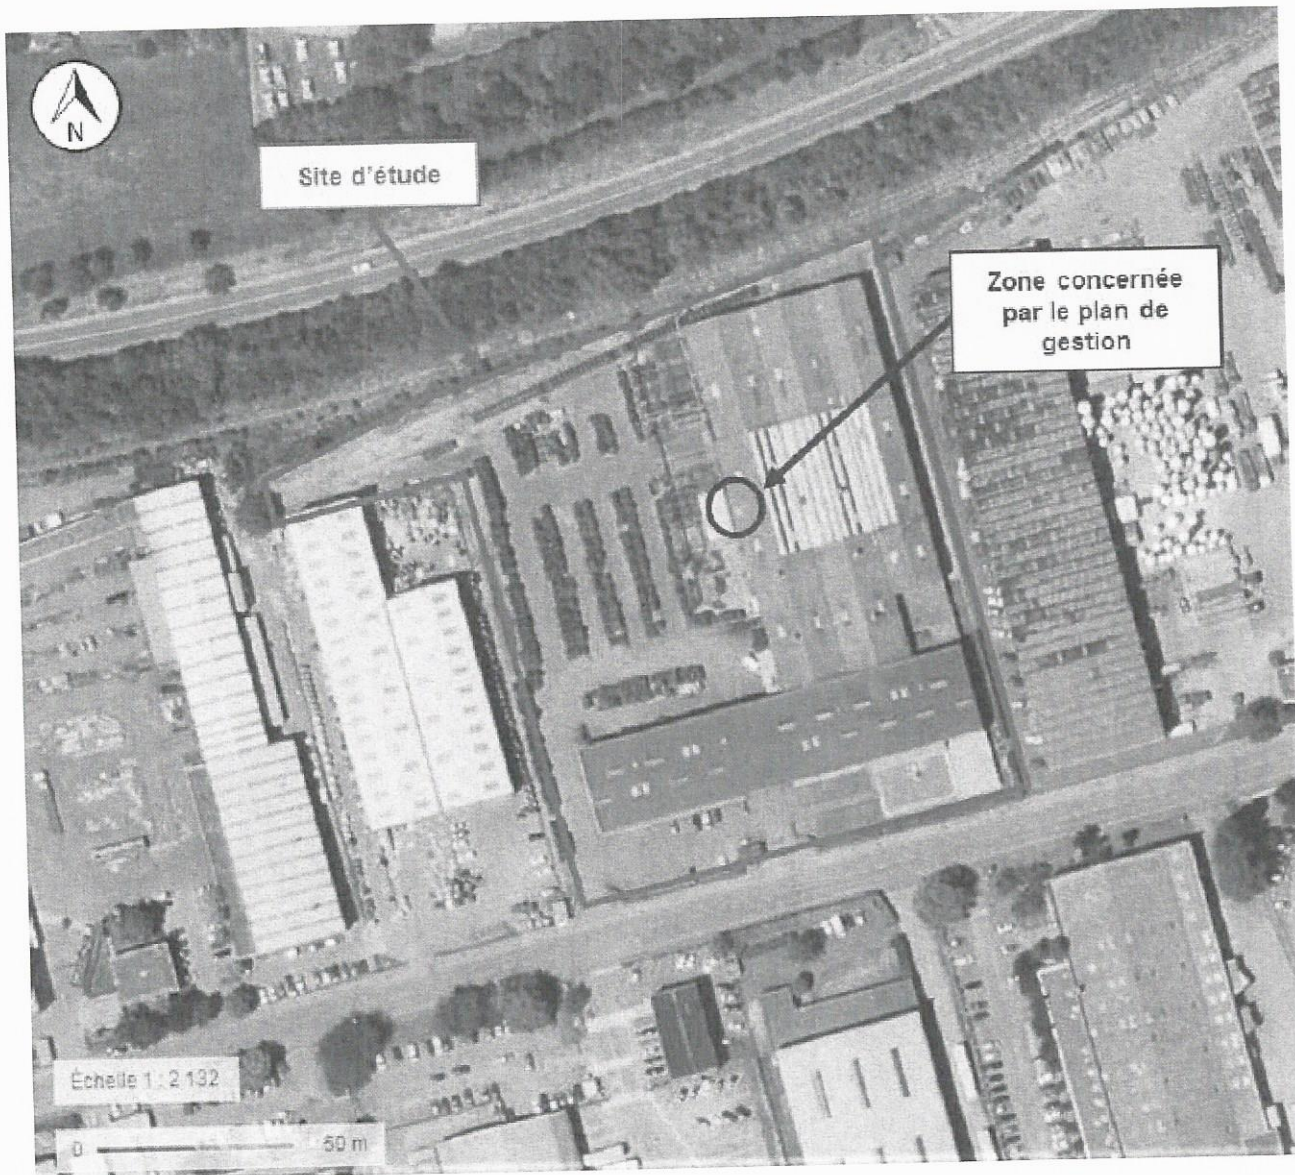 N
Site d'étude
Zone concernée
par le plan de
gestion
Échelle 1 : 2 132
0 50 m